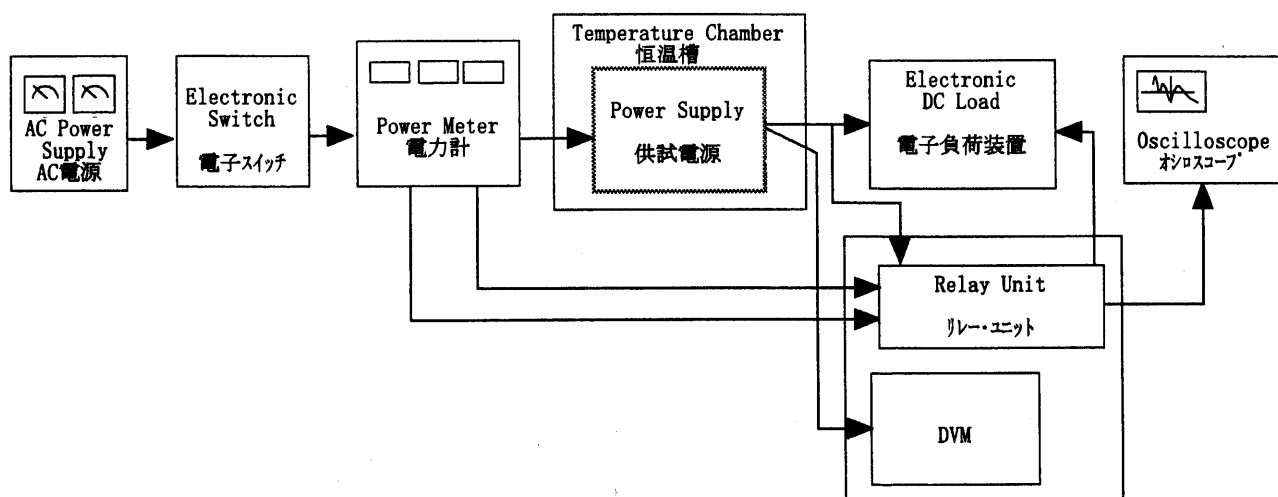 AC Power
Supply
AC電源
Electronic
Switch
電子スイッチ
Power Meter
電力計
Temperature Chamber
恒温槽
Power Supply
供試電源
Electronic
DC Load
電子負荷装置
Oscilloscope
オシロスコープ
Relay Unit
リレー・ユニット
DVM